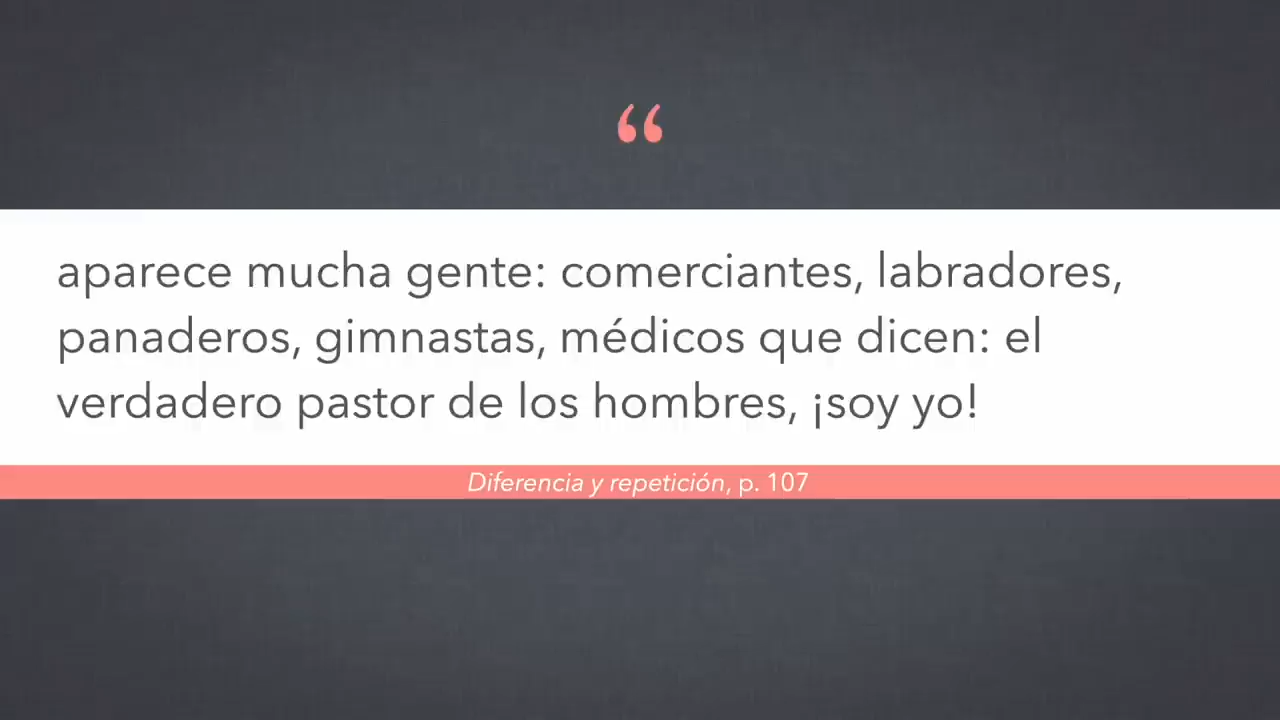 “
aparece mucha gente: comerciantes, labradores,
panaderos, gimnastas, médicos que dicen: el
verdadero pastor de los hombres, ¡soy yo!
Diferencia y repetición, p. 107